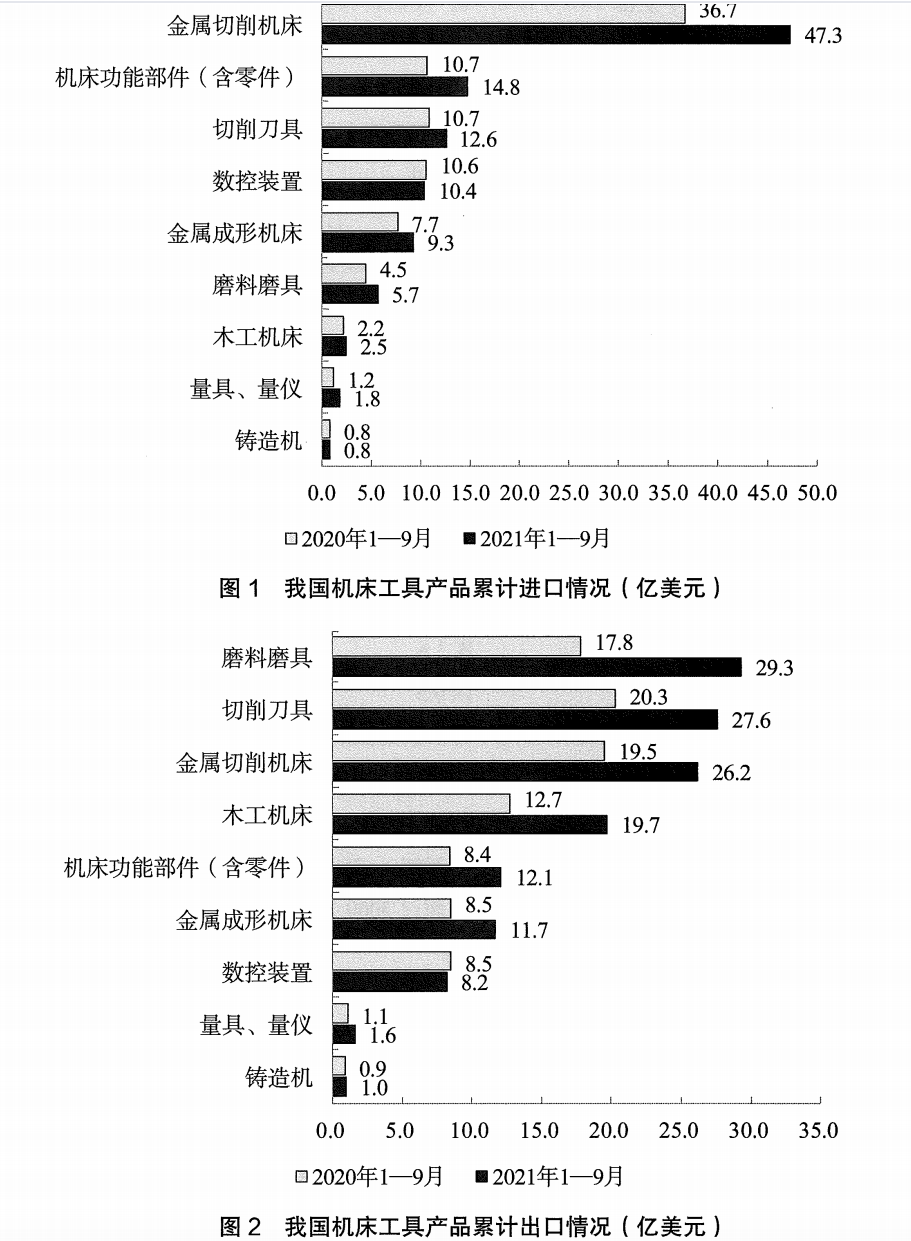 金属切削机床
36.7
47.3
机床功能部件（含零件）
10.7
14.8
切削刀具
10.7
12.6
数控装置
10.6
10.4
金属成形机床
7.7
9.3
磨料磨具
4.5
5.7
木工机床
2.2
2.5
量具、量仪
1.2
1.8
铸造机
0.8
0.8
0.0 5.0 10.0 15.0 20.0 25.0 30.0 35.0 40.0 45.0 50.0
2020年1—9月 2021年1—9月
图1 我国机床工具产品累计进口情况（亿美元）
磨料磨具
17.8
29.3
切削刀具
20.3
27.6
金属切削机床
19.5
26.2
木工机床
12.7
19.7
机床功能部件（含零件）
8.4
12.1
金属成形机床
8.5
11.7
数控装置
8.5
8.2
量具、量仪
1.1
1.6
铸造机
0.9
1.0
0.0 5.0 10.0 15.0 20.0 25.0 30.0 35.0
2020年1—9月 2021年1—9月
图2 我国机床工具产品累计出口情况（亿美元）